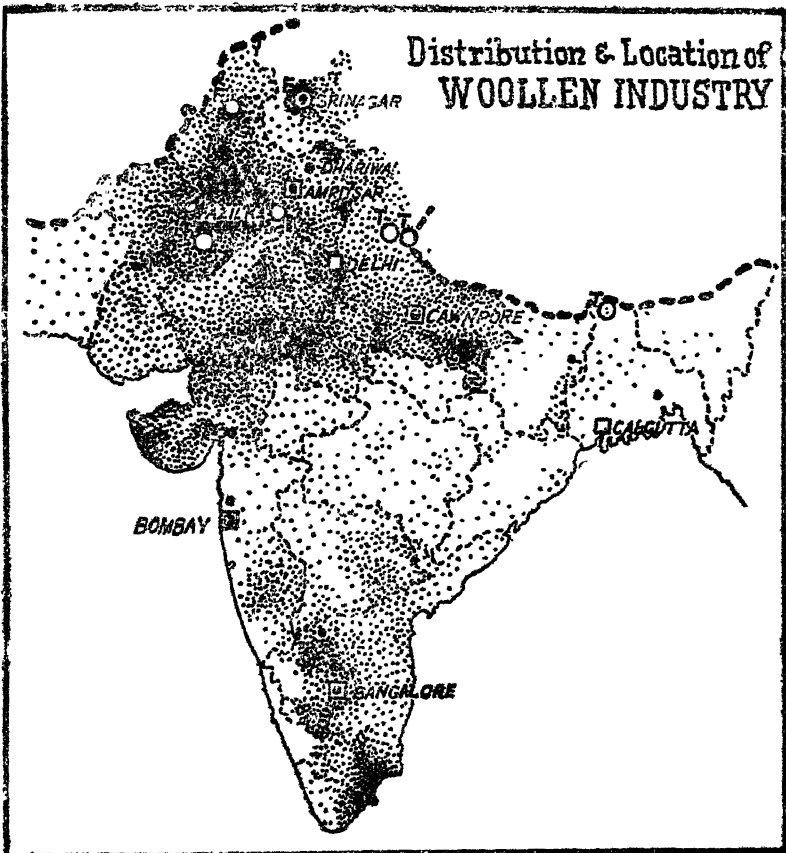 Distribution & Location of
WOOLLEN INDUSTRY
E
SRINAGAR
DHARIWAL
AMRITSAR
T T
DELHI
T
CAWNPORE
CALCUTTA
BOMBAY
BANGALORE